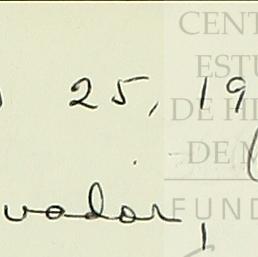 25, 19
vador,
CENT
ESTU
DE HI
DE M
FUND